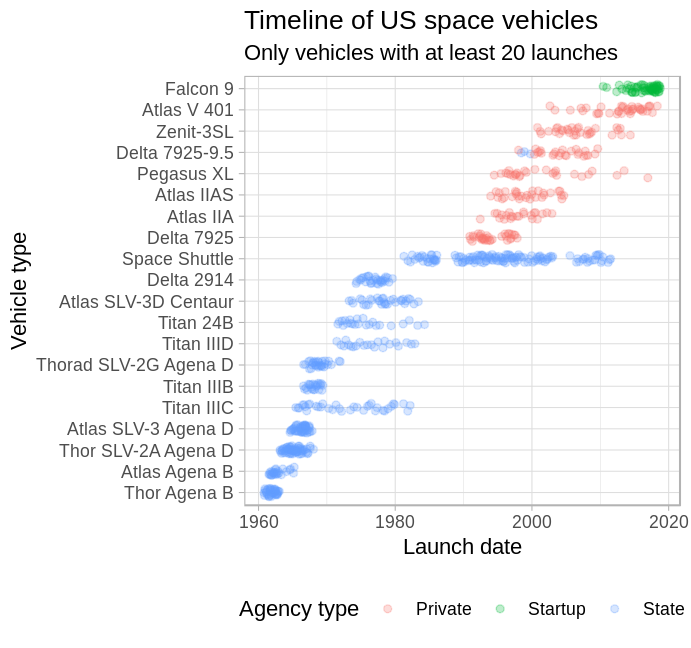 Timeline of US space vehicles
Only vehicles with at least 20 launches
Vehicle type
Falcon 9
Atlas V 401
Zenit-3SL
Delta 7925-9.5
Pegasus XL
Atlas IIAS
Atlas IIA
Delta 7925
Space Shuttle
Delta 2914
Atlas SLV-3D Centaur
Titan 24B
Titan IIID
Thorad SLV-2G Agena D
Titan IIIB
Titan IIIC
Atlas SLV-3 Agena D
Thor SLV-2A Agena D
Atlas Agena B
Thor Agena B
1960 1980 2000 2020
Launch date
Agency type Private Startup State